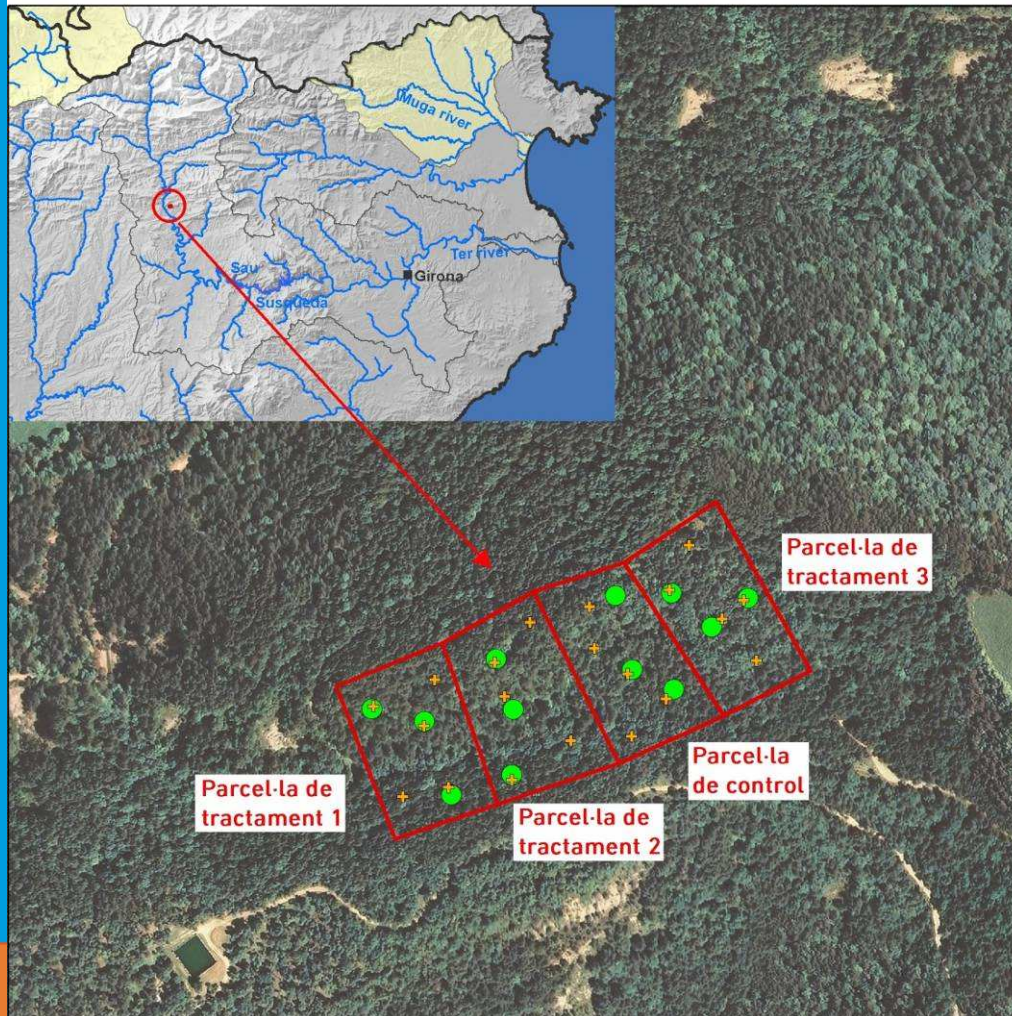 Muga river
Ter river
Sau
Girona
Susqueda
Parcel·la de
tractament 3
Parcel·la
de control
Parcel·la de
tractament 1
Parcel·la de
tractament 2